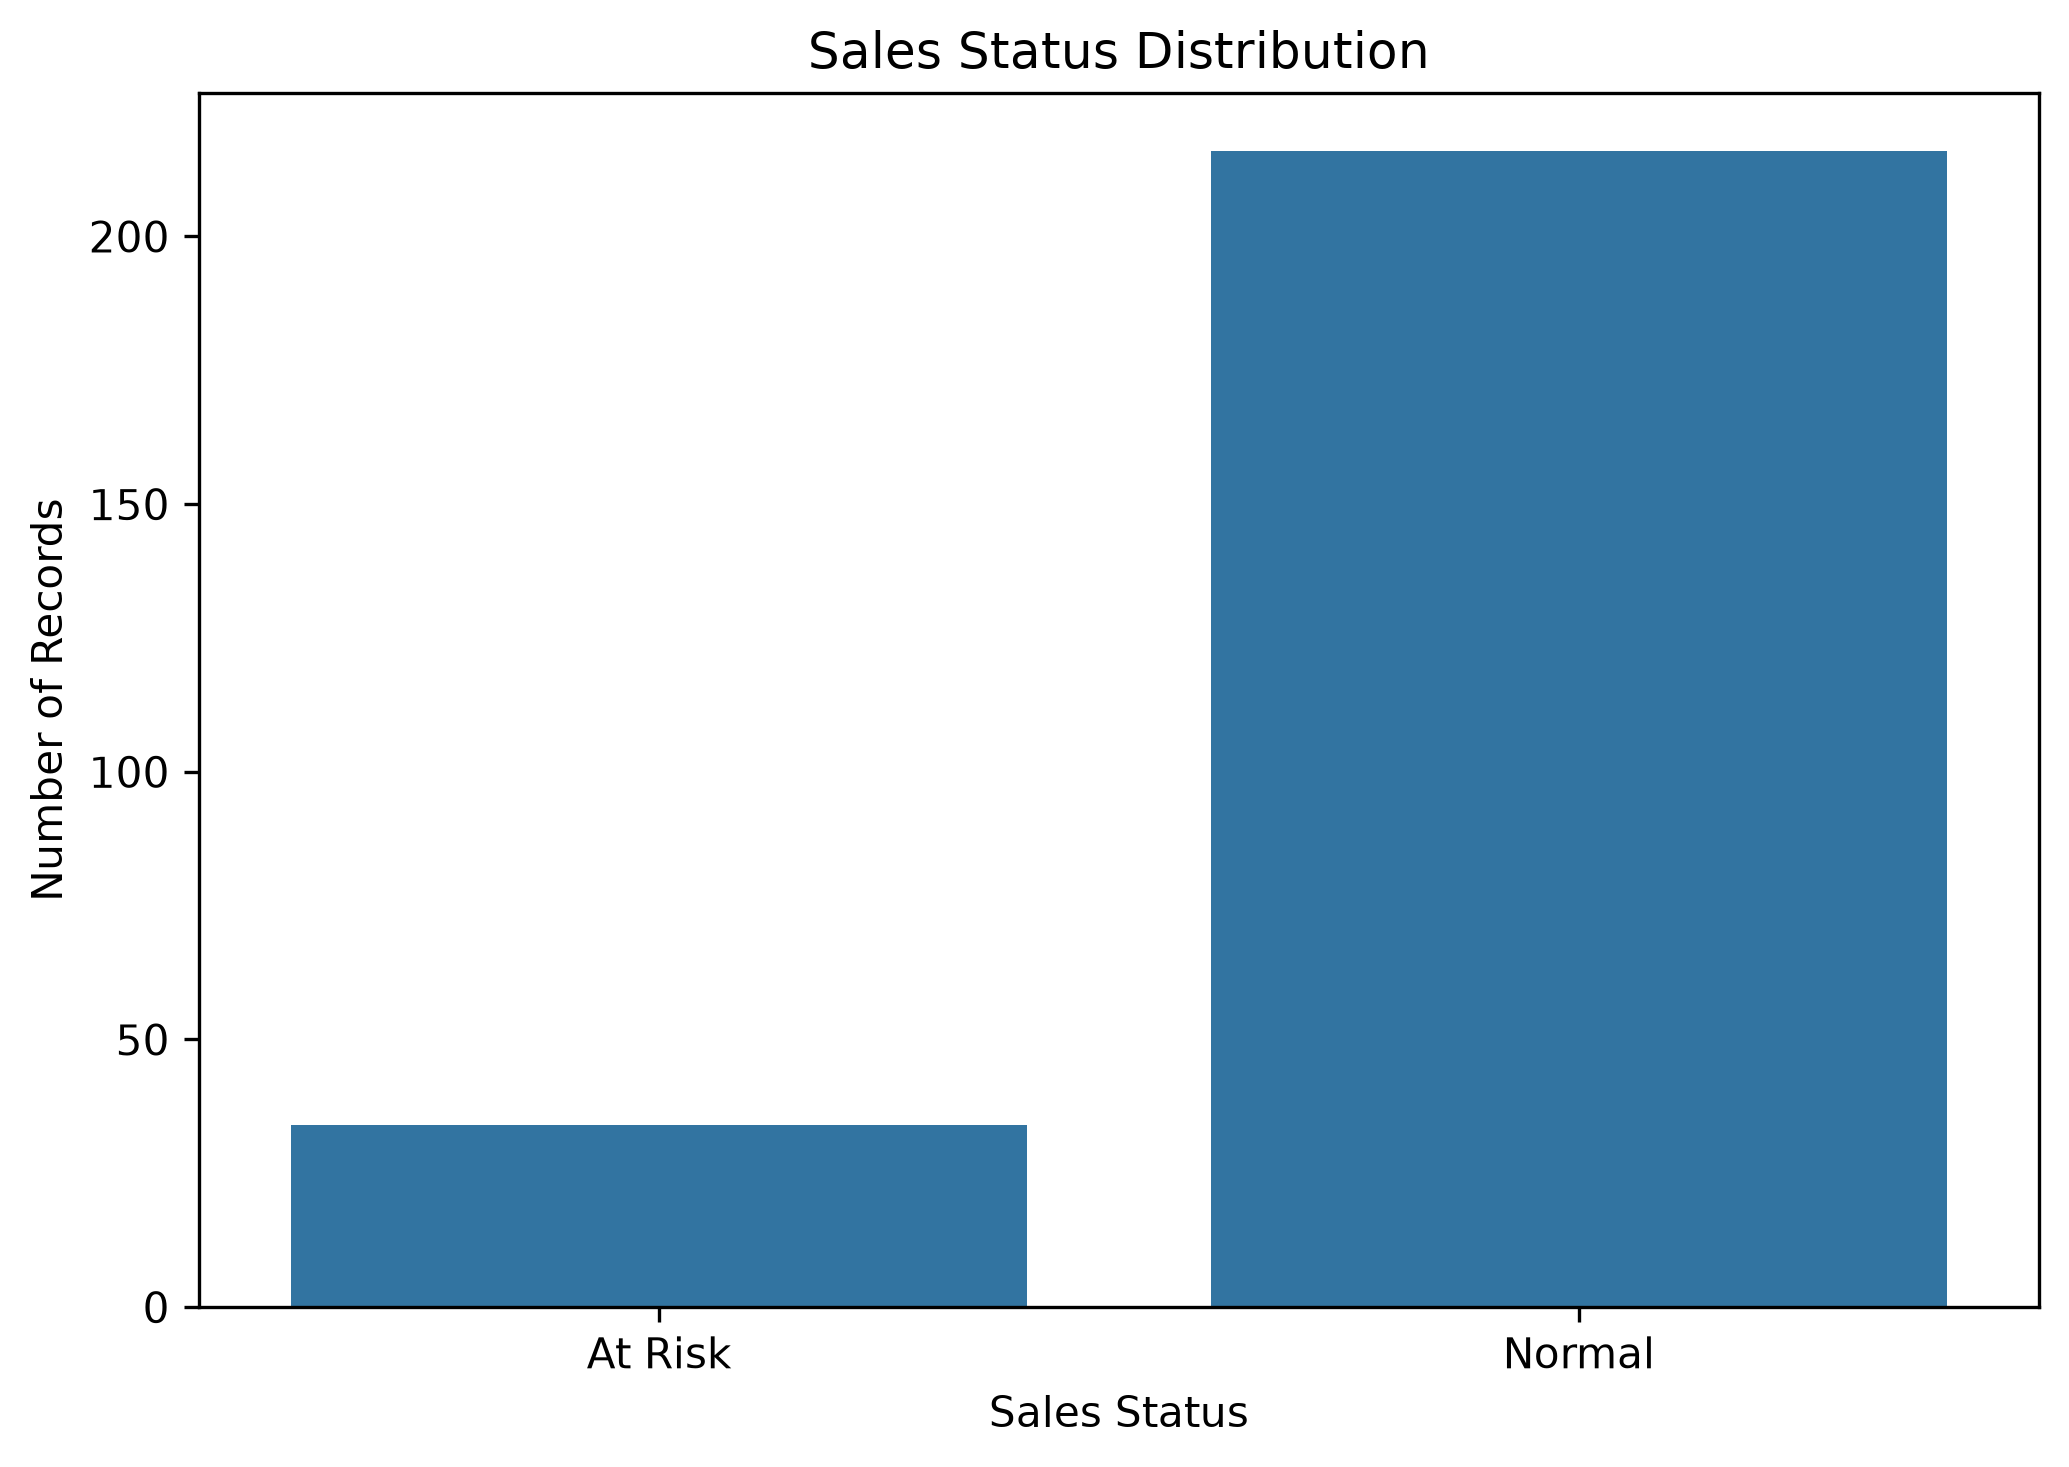 Sales Status Distribution
Number of Records
200
150
100
50
0
At Risk
Normal
Sales Status